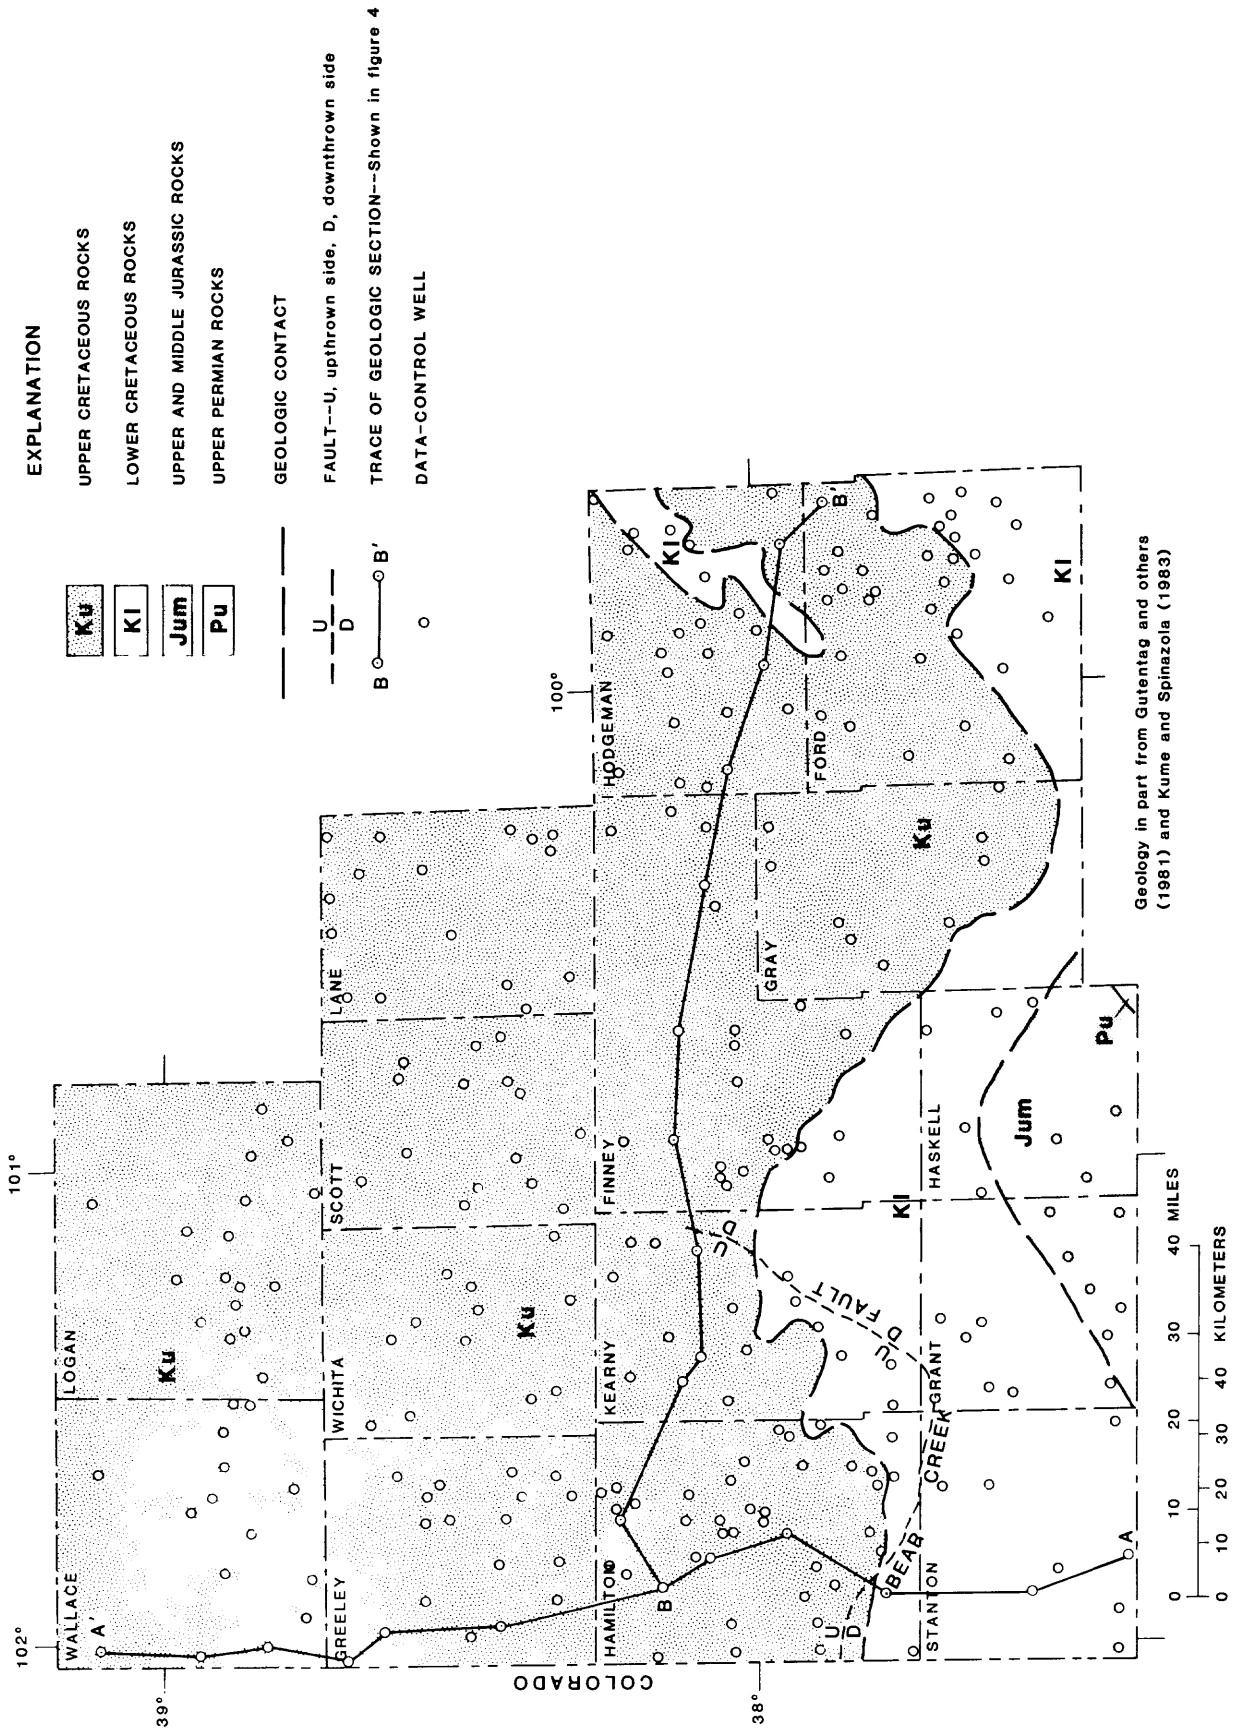 EXPLANATION
Ku
UPPER CRETACEOUS ROCKS
Kl
LOWER CRETACEOUS ROCKS
Jum
UPPER AND MIDDLE JURASSIC ROCKS
Pu
UPPER PERMIAN ROCKS
GEOLOGIC CONTACT
U
D
FAULT--U, upthrown side, D, downthrown side
B B'
TRACE OF GEOLOGIC SECTION---Shown in figure 4
DATA-CONTROL WELL
102°
101°
100°
39°
38°
COLORADO
WALLACE
A'
LOGAN
Ku
GREELEY
WICHITA
Ku
SCOTT
LANE
HAMILTON
B
KEARNY
FINNEY
HODGEMAN
Kl
GRAY
Ku
FORD
B'
Kl
U
D
BEAR CREEK FAULT
U
D
U
D
Kl
STANTON
GRANT
HASKELL
Jum
Pu
A
0 10 20 30 40 MILES
0 10 20 30 40 KILOMETERS
Geology in part from Gutentag and others
(1981) and Kume and Spinazola (1983)